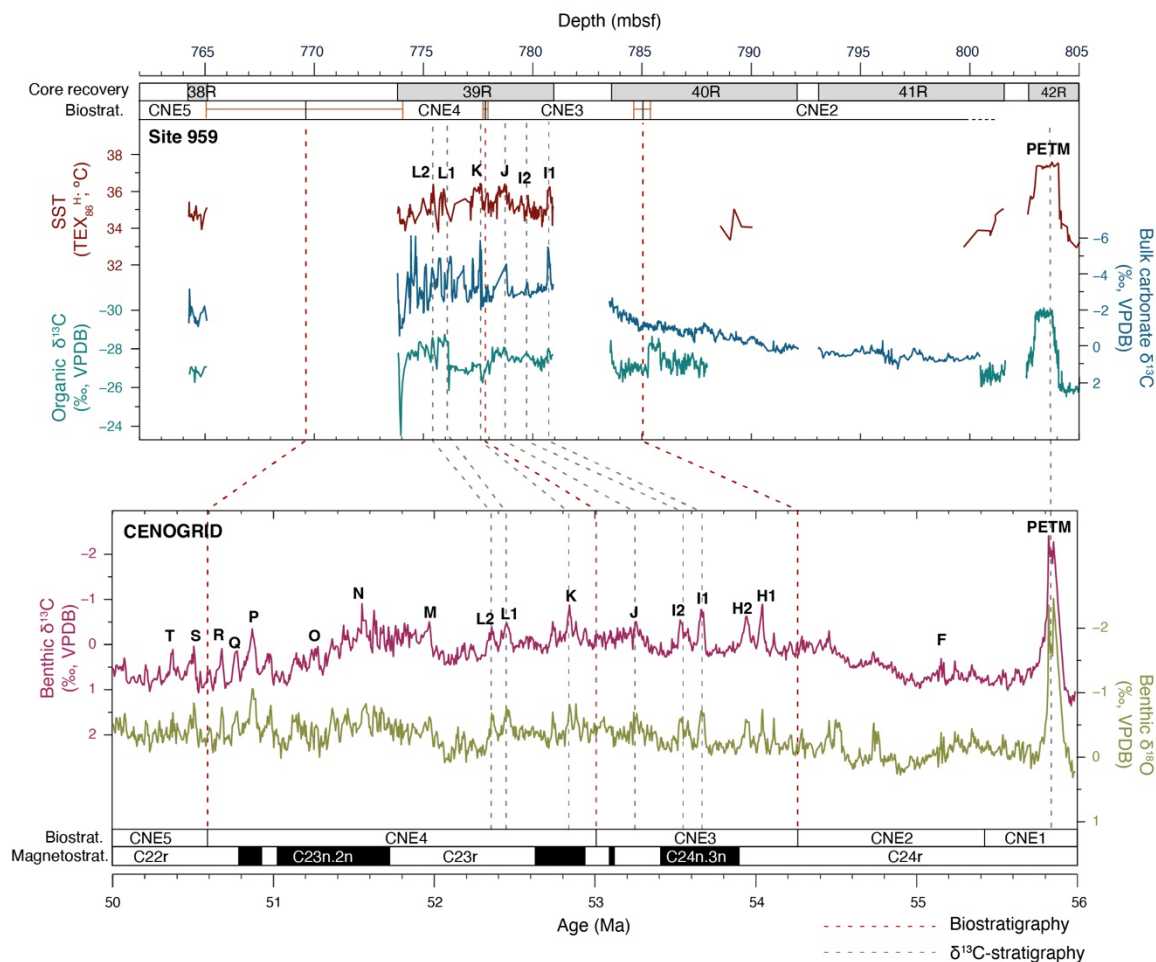 Depth (mbsf)
765 770 775 780 785 790 795 800 805
Core recovery 38R 39R 40R 41R 42R
Biostrat. CNE5 CNE4 CNE3 CNE2
Site 959
PETM
L2 L1 K J I2 I1
SST
(TEX86H; ºC)
38
36
34
32
Organic δ13C
(‰, VPDB)
−30
−28
−26
−24
Bulk carbonate δ13C
(‰, VPDB)
−6
−4
−2
0
2
CENOGRID
PETM
T S R Q P O N M L2 L1 K J I2 I1 H2 H1 F
Benthic δ13C
(‰, VPDB)
−2
−1
0
1
2
Benthic δ18O
(‰, VPDB)
−2
−1
0
1
Biostrat. CNE5 CNE4 CNE3 CNE2 CNE1
Magnetostrat. C22r C23n.2n C23r C24n.3n C24r
50 51 52 53 54 55 56
Age (Ma)
Biostratigraphy
δ13C-stratigraphy